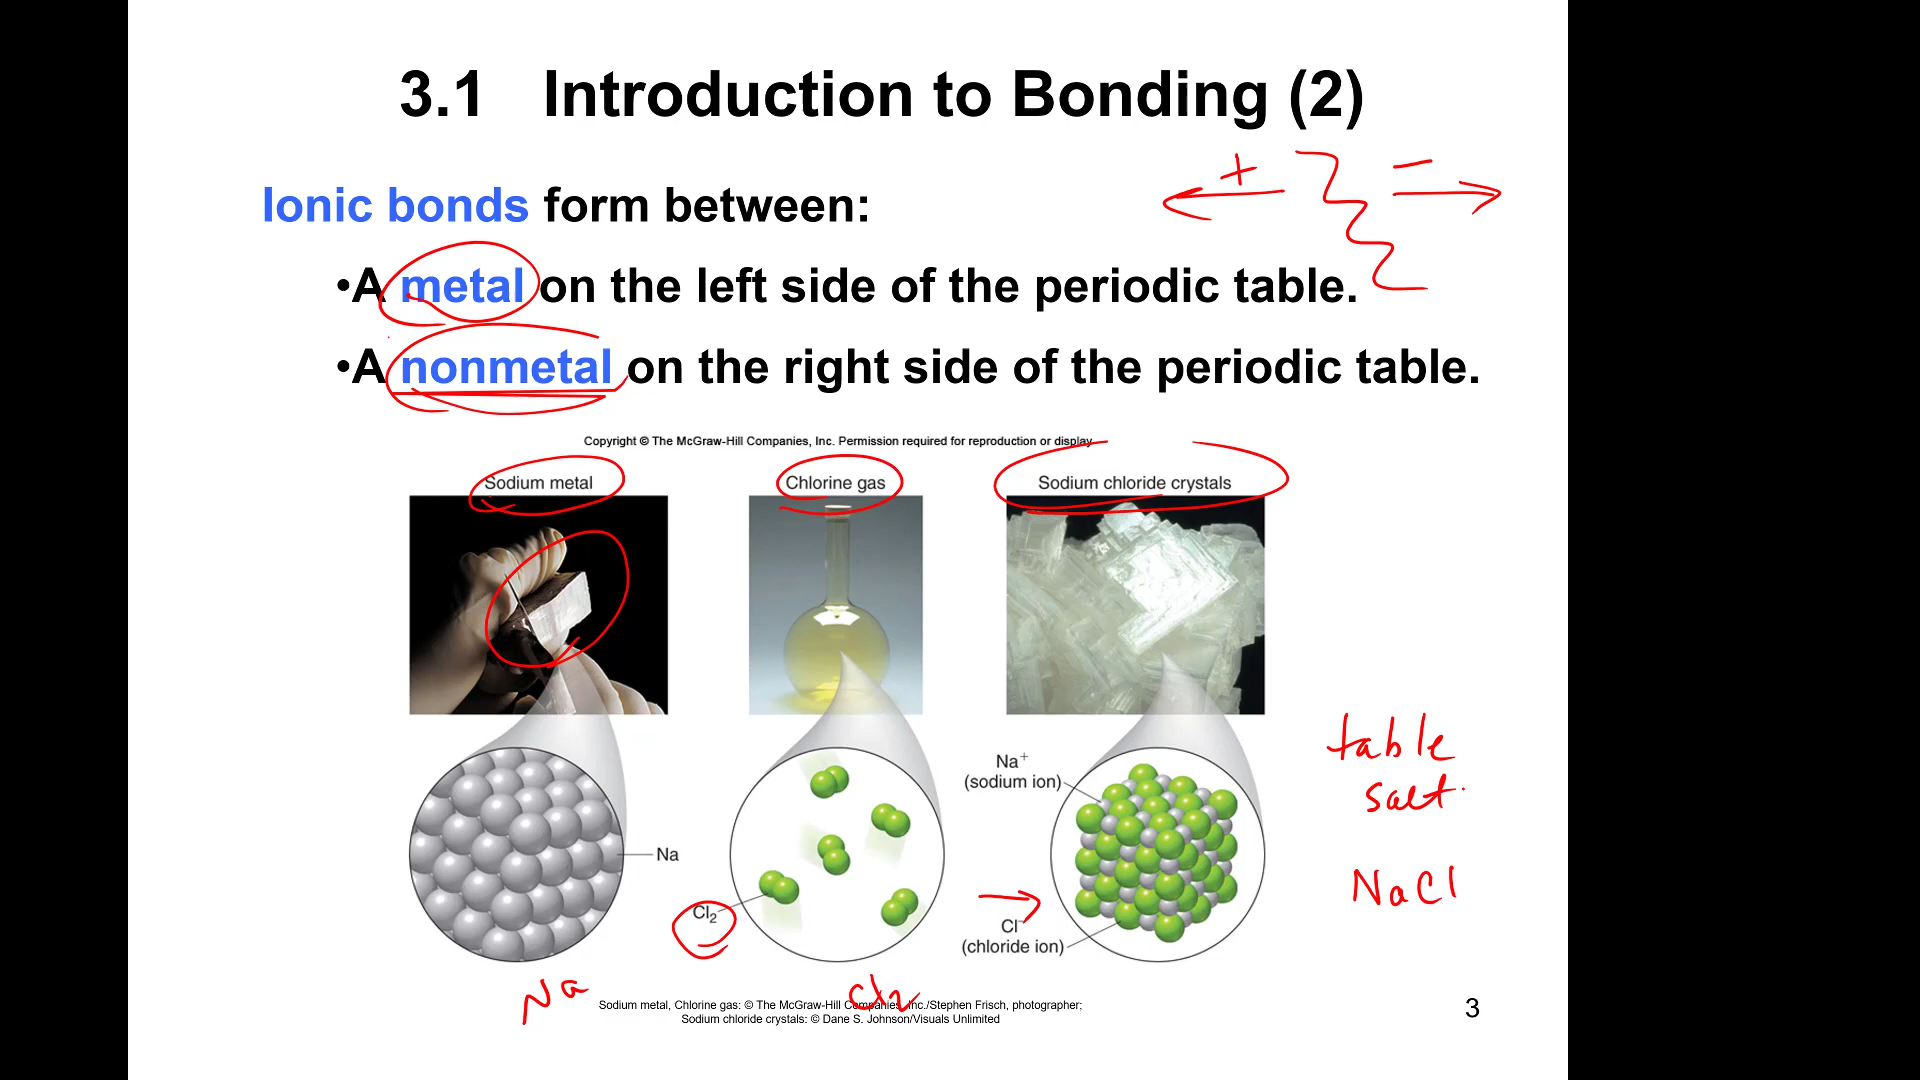 3.1 Introduction to Bonding (2)
+ −
Ionic bonds form between:
•A metal on the left side of the periodic table.
•A nonmetal on the right side of the periodic table.
Copyright © The McGraw-Hill Companies, Inc. Permission required for reproduction or display
Sodium metal
Chlorine gas
Sodium chloride crystals
table
salt.
Na⁺
(sodium ion)
Na
NaCl
Cl₂
Cl⁻
(chloride ion)
Na
Cl₂
Sodium metal, Chlorine gas: © The McGraw-Hill Companies, Inc./Stephen Frisch, photographer;
Sodium chloride crystals: © Dane S. Johnson/Visuals Unlimited
3